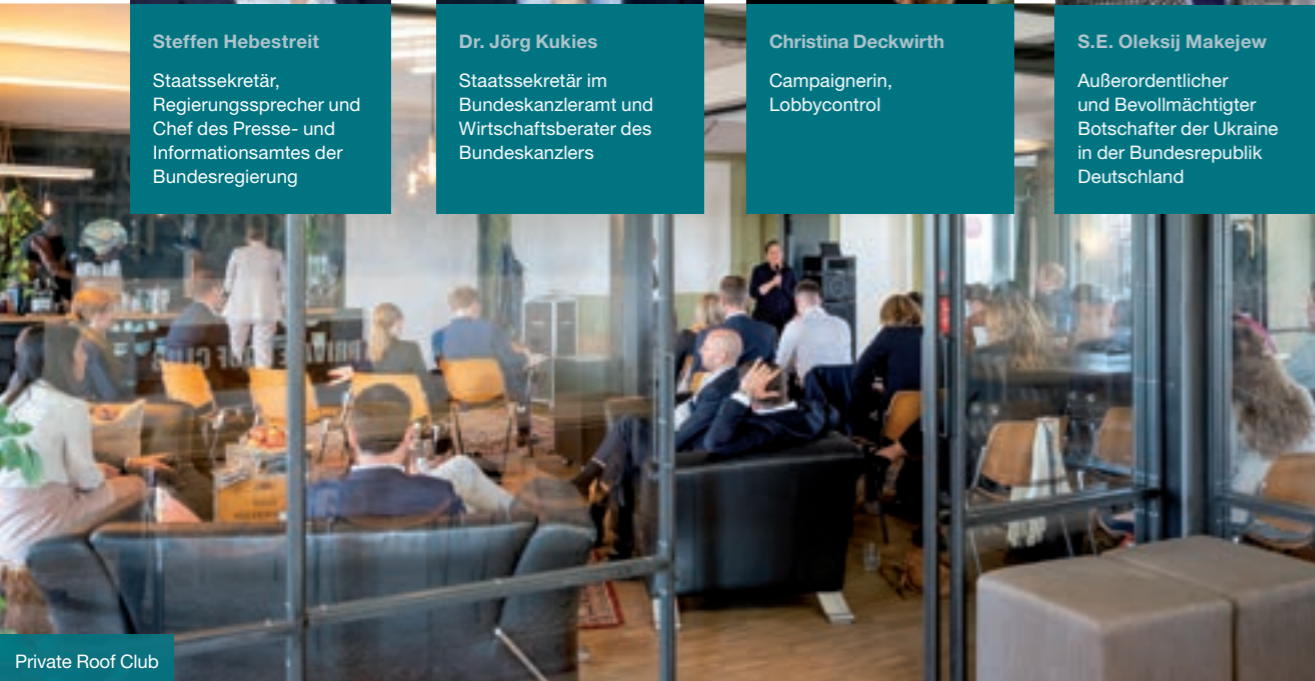 Steffen Hebestreit
Staatssekretär,
Regierungssprecher und
Chef des Presse- und
Informationsamtes der
Bundesregierung
Dr. Jörg Kukies
Staatssekretär im
Bundeskanzleramt und
Wirtschaftsberater des
Bundeskanzlers
Christina Deckwirth
Campaignerin,
Lobbycontrol
S.E. Oleksij Makejew
Außerordentlicher
und Bevollmächtigter
Botschafter der Ukraine
in der Bundesrepublik
Deutschland
Private Roof Club